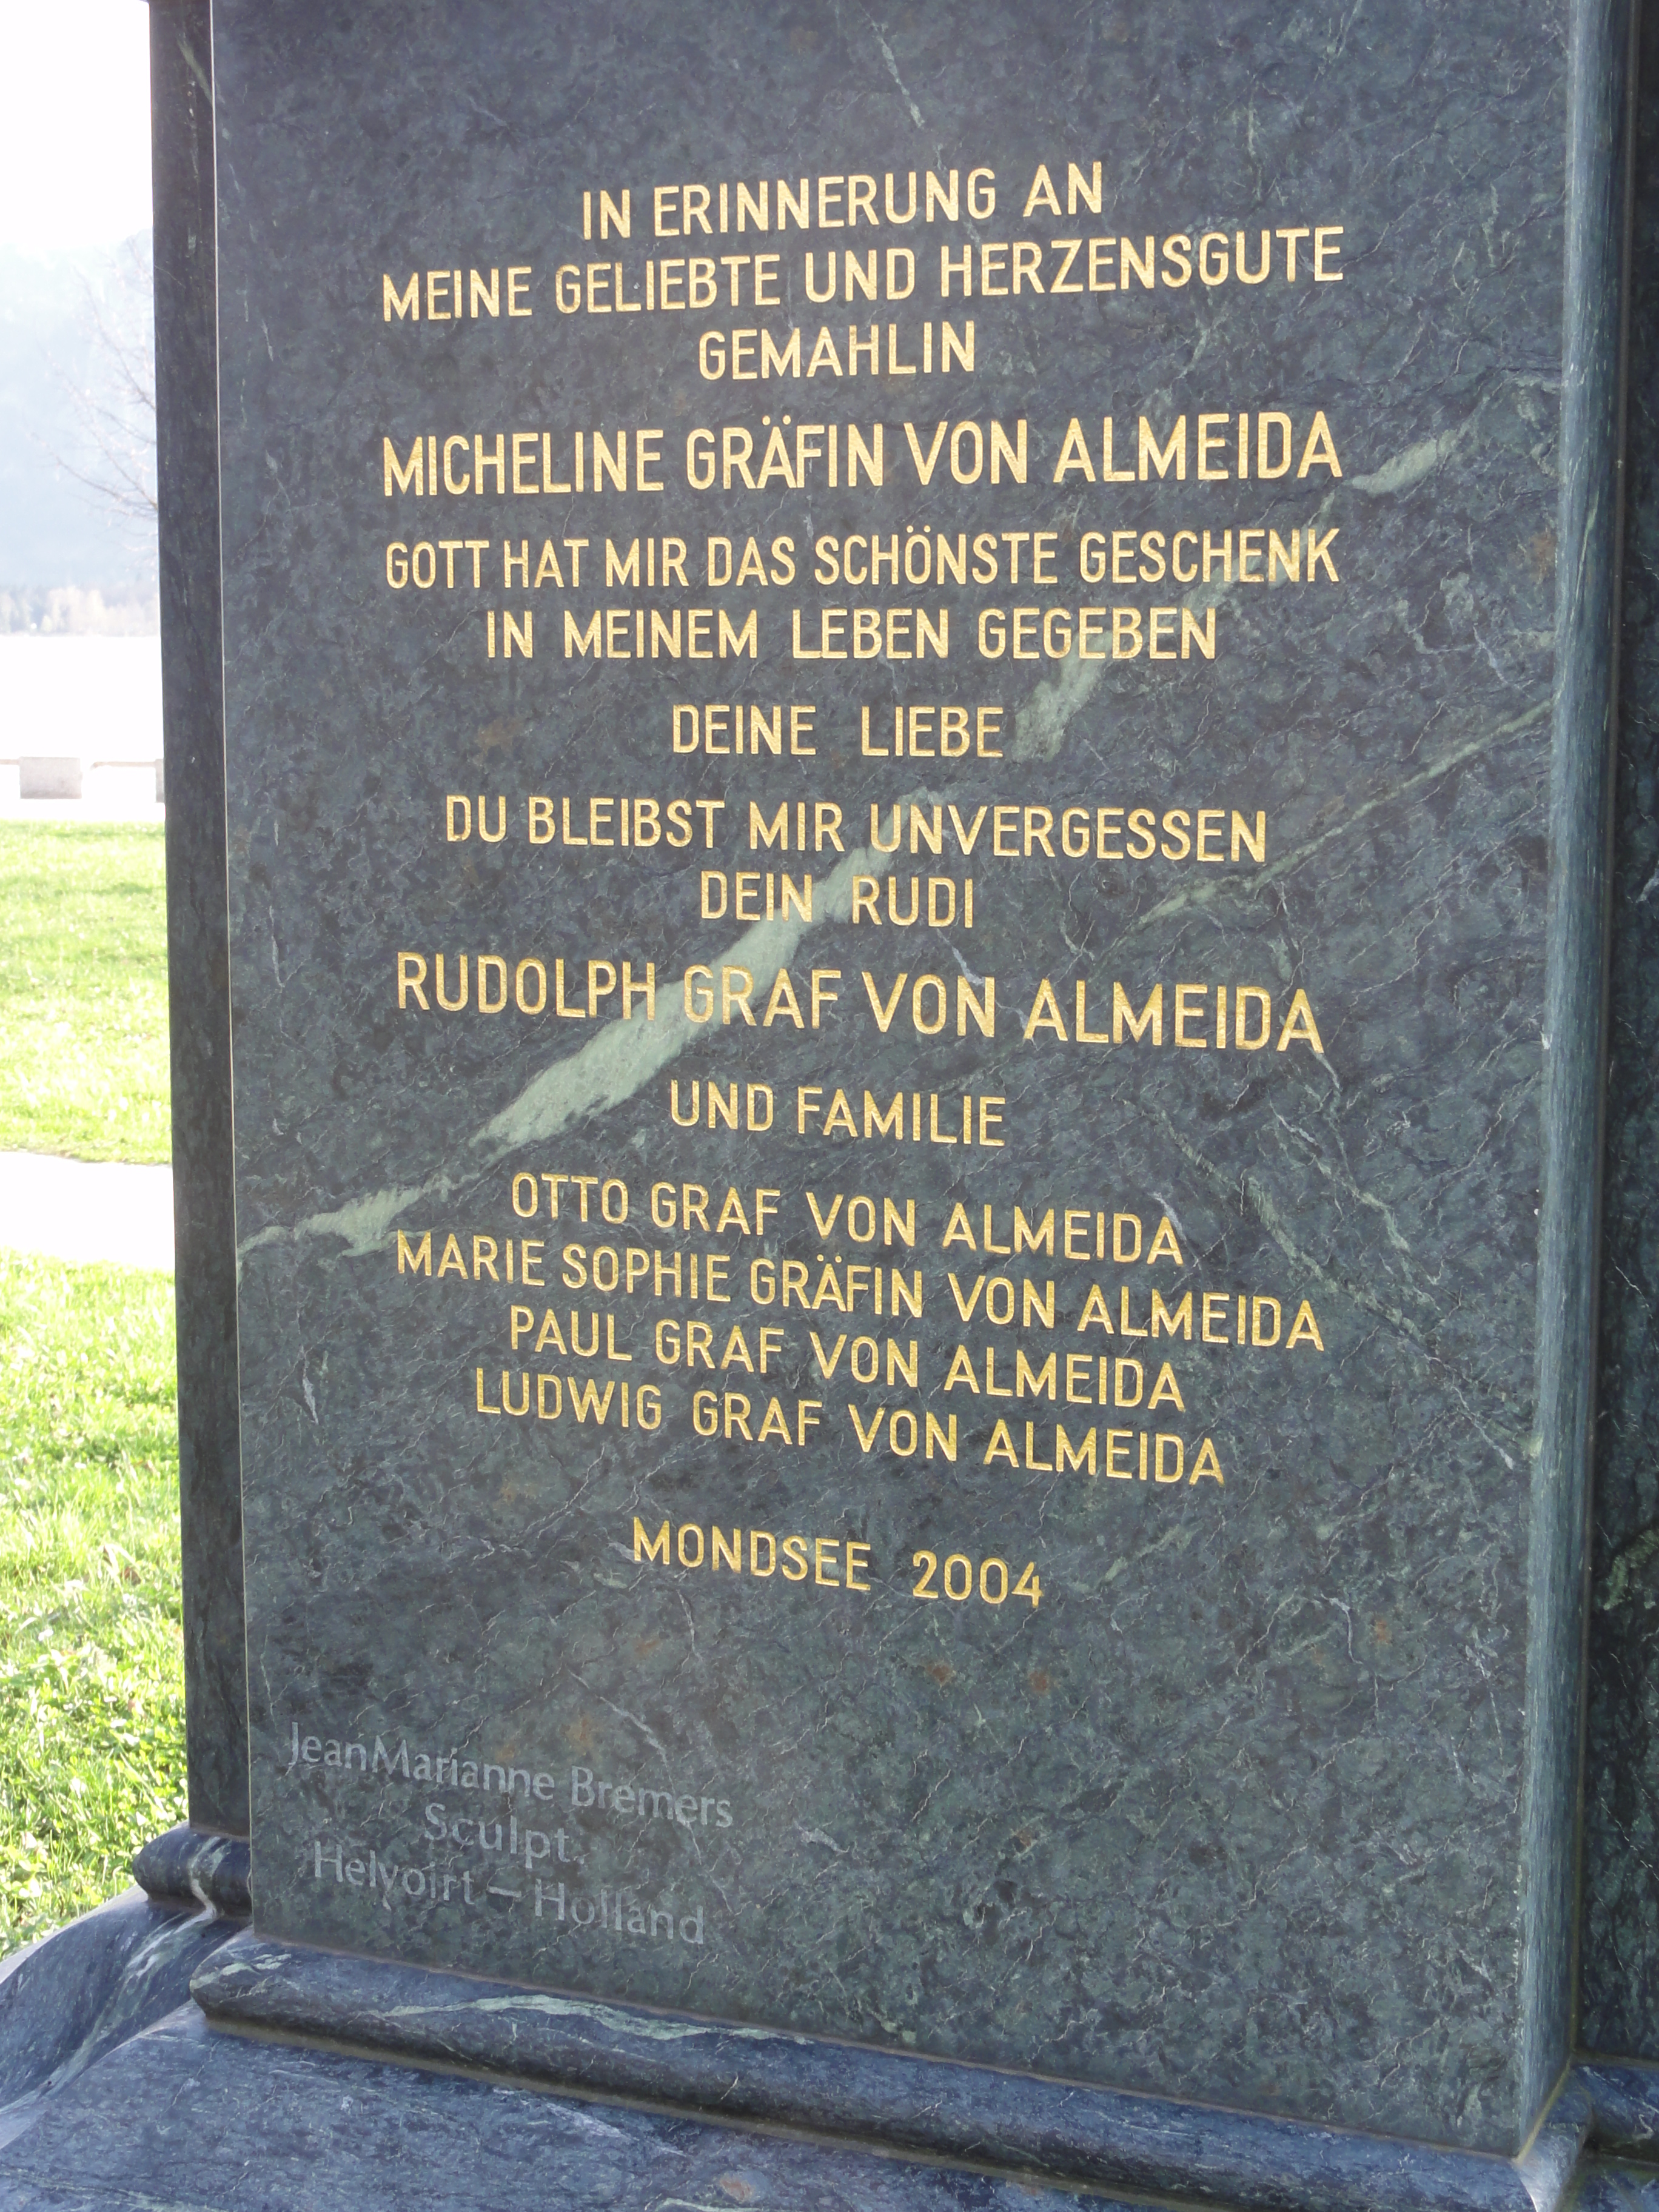 IN ERINNERUNG AN
MEINE GELIEBTE UND HERZENSGUTE
GEMAHLIN
MICHELINE GRÄFIN VON ALMEIDA
GOTT HAT MIR DAS SCHÖNSTE GESCHENK
IN MEINEM LEBEN GEGEBEN
DEINE LIEBE
DU BLEIBST MIR UNVERGESSEN
DEIN RUDI
RUDOLPH GRAF VON ALMEIDA
UND FAMILIE
OTTO GRAF VON ALMEIDA
MARIE SOPHIE GRÄFIN VON ALMEIDA
PAUL GRAF VON ALMEIDA
LUDWIG GRAF VON ALMEIDA
MONDSEE 2004
JeanMarianne Bremers
Sculpt.
Helvoirt – Holland